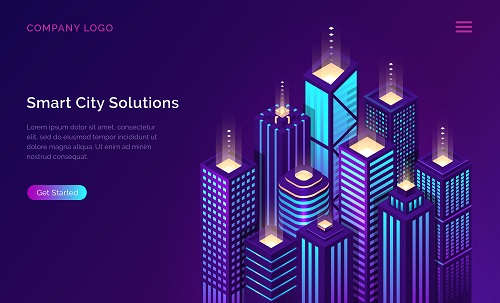 COMPANY LOGO
Smart City Solutions
Lorem ipsum dolor sit amet, consectetur
elit, sed do eiusmod tempor incididunt ut
dolore magna aliqua. Ut enim ad minim
nostrud consequat.
Get Started